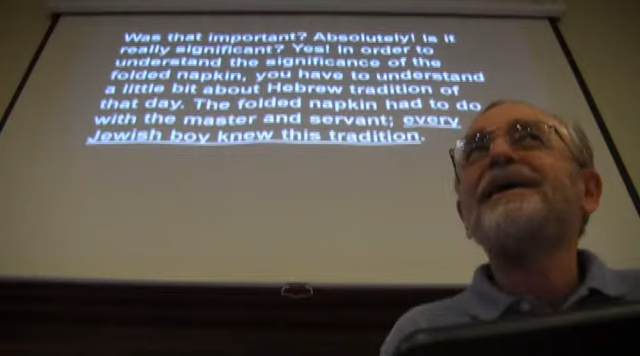 Was that important? Absolutely! Is it
really significant? Yes! In order to
understand the significance of the
folded napkin, you have to understand
a little bit about Hebrew tradition of
that day. The folded napkin had to do
with the master and servant; every
Jewish boy knew this tradition.